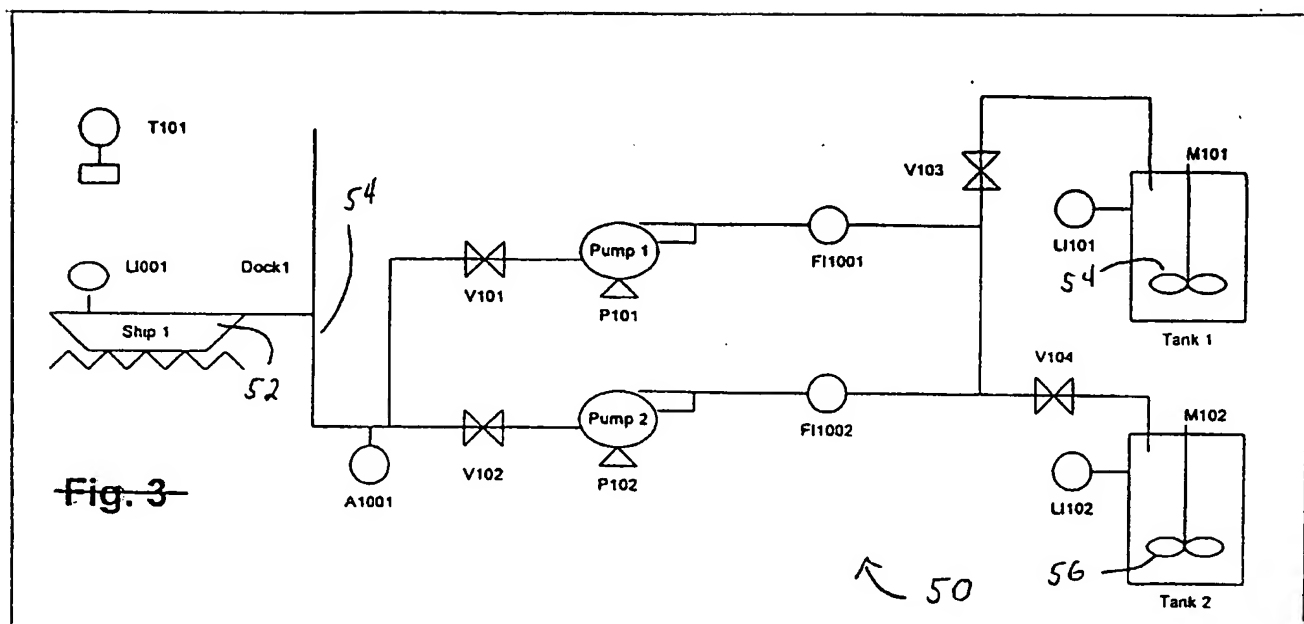 T101
54
V103
M101
LI101
54
Tank 1
LI001
Dock1
Ship 1
52
V101
Pump 1
P101
FI1001
V104
M102
LI102
56
Tank 2
A1001
V102
Pump 2
P102
FI1002
Fig. 3
50